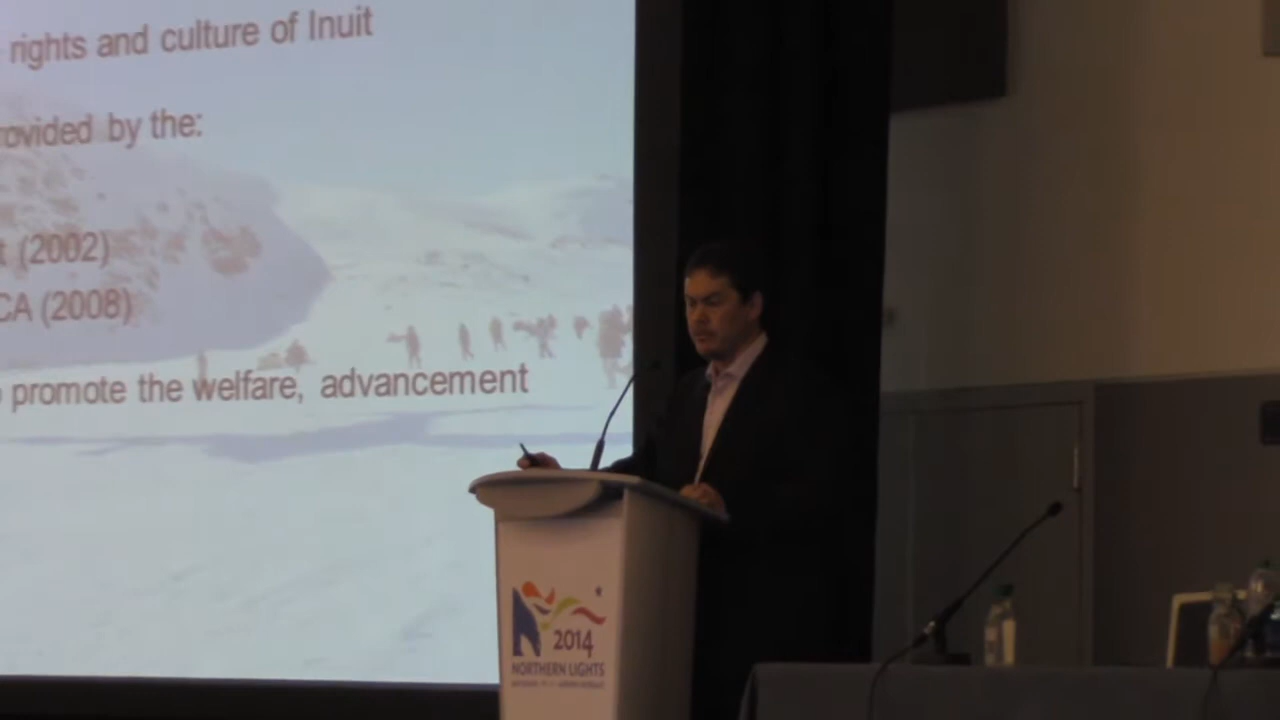 rights and culture of Inuit
rovided by the:
t (2002)
CA (2008)
promote the welfare, advancement
2014
NORTHERN LIGHTS